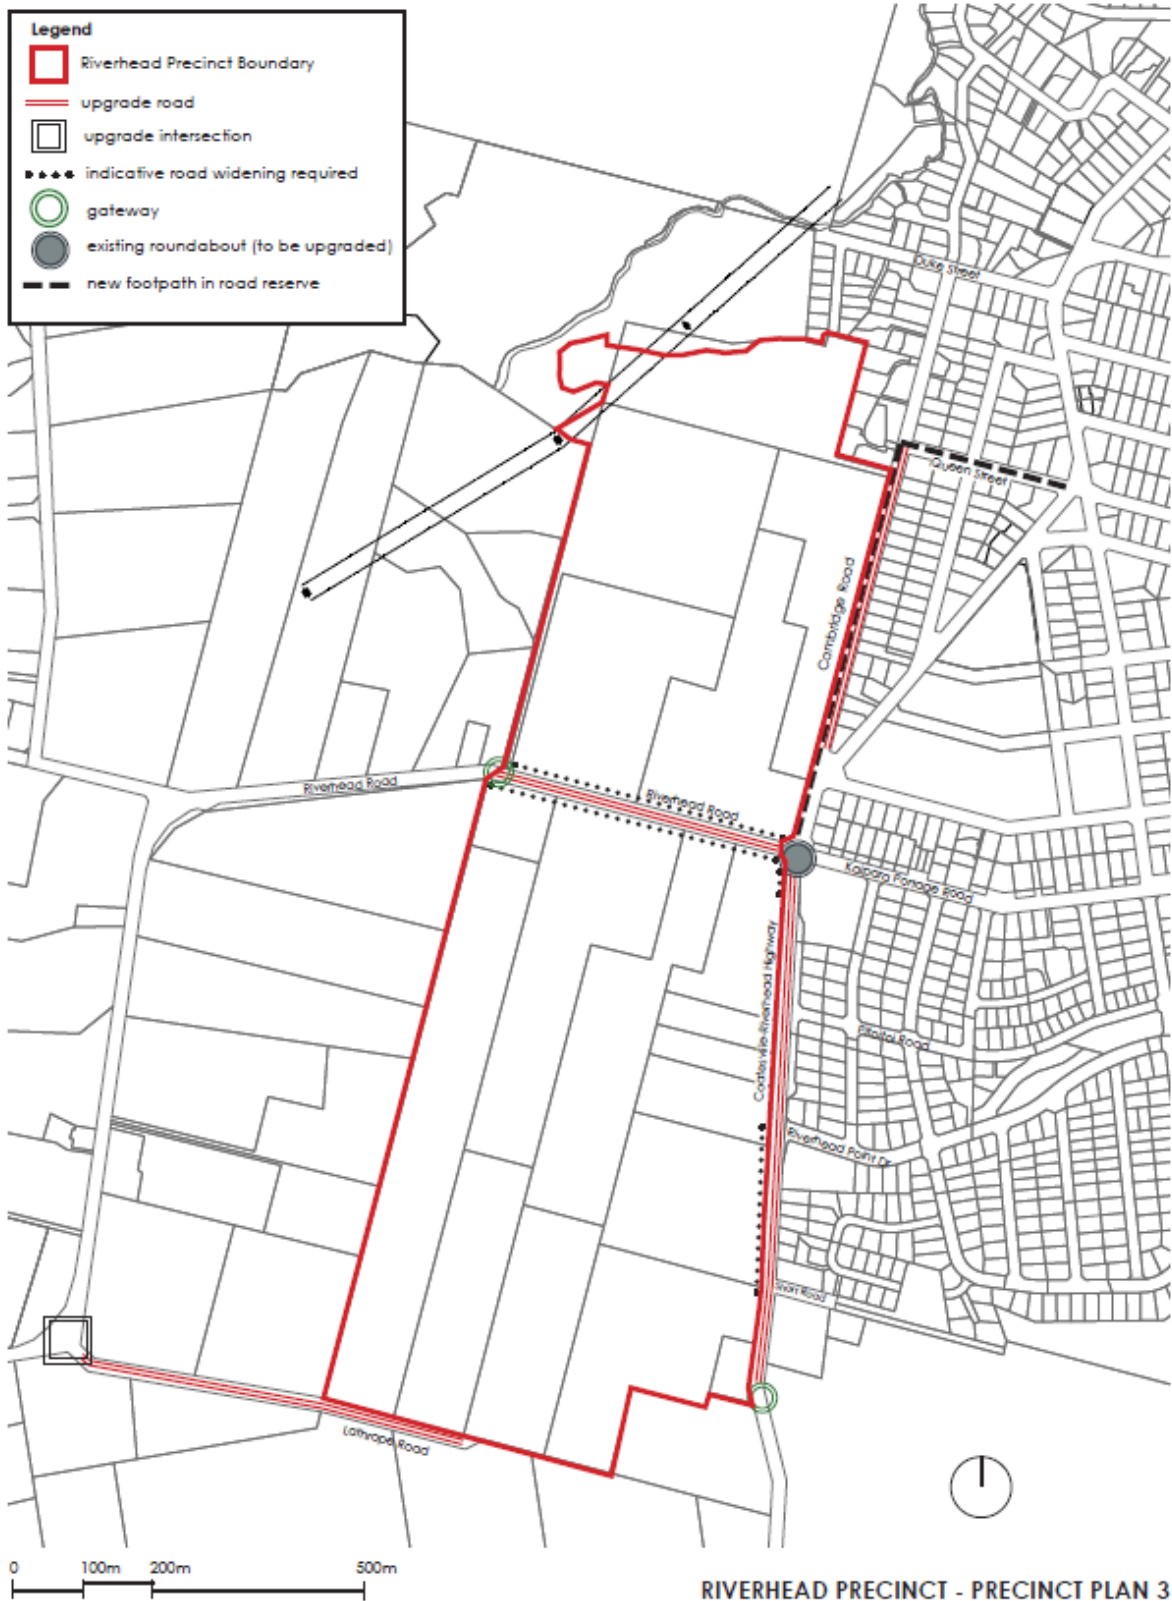 Legend
Riverhead Precinct Boundary
upgrade road
upgrade intersection
indicative road widening required
gateway
existing roundabout (to be upgraded)
new footpath in road reserve
Duke Street
Queen Street
Cambridge Road
Riverhead Road
Riverhead Road
Kaipara Portage Road
Coatesville-Riverhead Highway
Road
Riverhead Point Dr
Short Road
Lathrope Road
0 100m 200m 500m
RIVERHEAD PRECINCT - PRECINCT PLAN 3